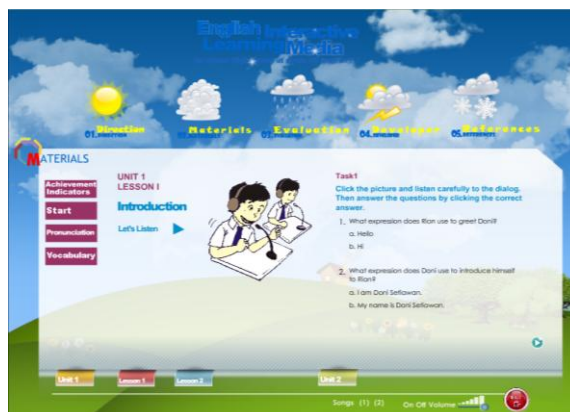 English Interactive
Learning Media
01. Direction
Materials
Evaluation
04. Developer
05. References
MATERIALS
Achievement Indicators
Start
Pronunciation
Vocabulary
UNIT 1
LESSON I
Introduction
Let's Listen
Task1
Click the picture and listen carefully to the dialog.
Then answer the questions by clicking the correct
answer.
1. What expression does Rian use to greet Doni?
a. Hello
b. Hi
2. What expression does Doni use to introduce himself
to Rian?
a. I am Doni Setiawan.
b. My name is Doni Setiawan.
Unit 1
Lesson 1
Lesson 2
Unit 2
Songs (1) (2) On Off Volume